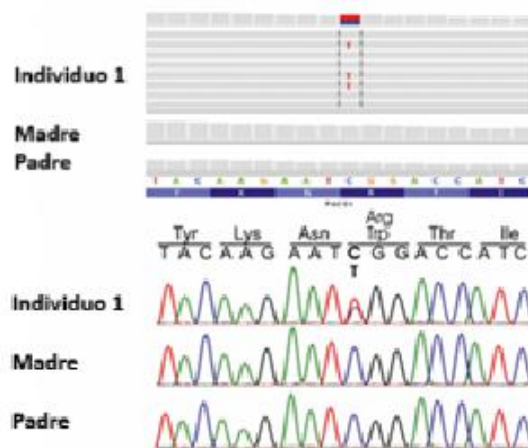 T
T
Individuo 1
T
Madre
Padre
T A C A A G A A T C G G A C C A T C
Arg
Tyr Lys Asn Trp Thr Ile
T A C A A G A A T C G G A C C A T C
T
Individuo 1
Madre
Padre